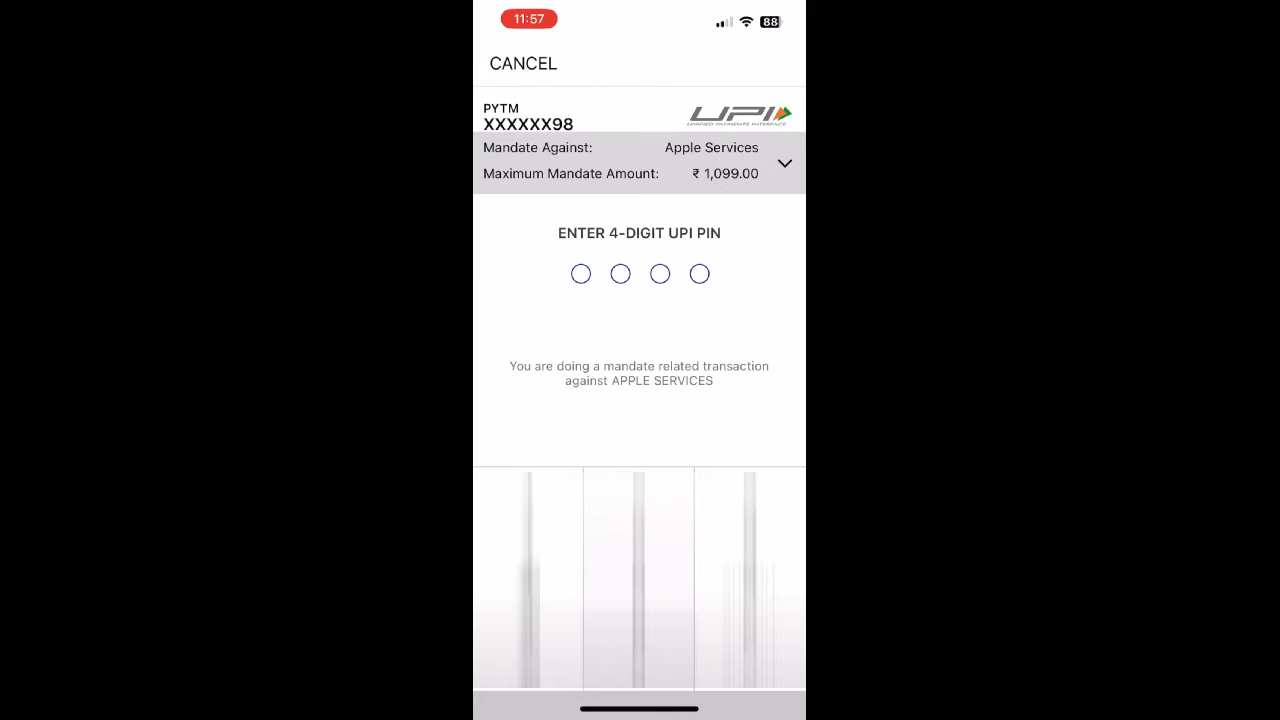 11:57
88
CANCEL
PYTM
XXXXXX98
UPI
UNIFIED PAYMENTS INTERFACE
Mandate Against: Apple Services
Maximum Mandate Amount: ₹ 1,099.00
ENTER 4-DIGIT UPI PIN
You are doing a mandate related transaction
against APPLE SERVICES